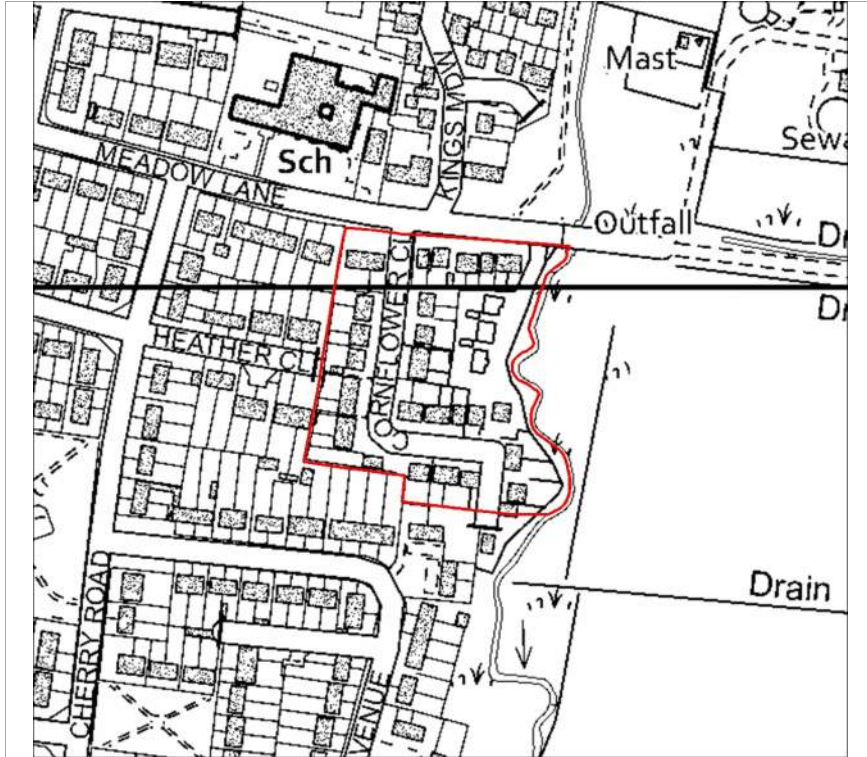 Mast
Sewa
Sch
KINGS MDW
MEADOW LANE
Outfall
Dr
Dr
CORNFLOWER CL
HEATHER CL
Drain
CHERRY ROAD
VENUE